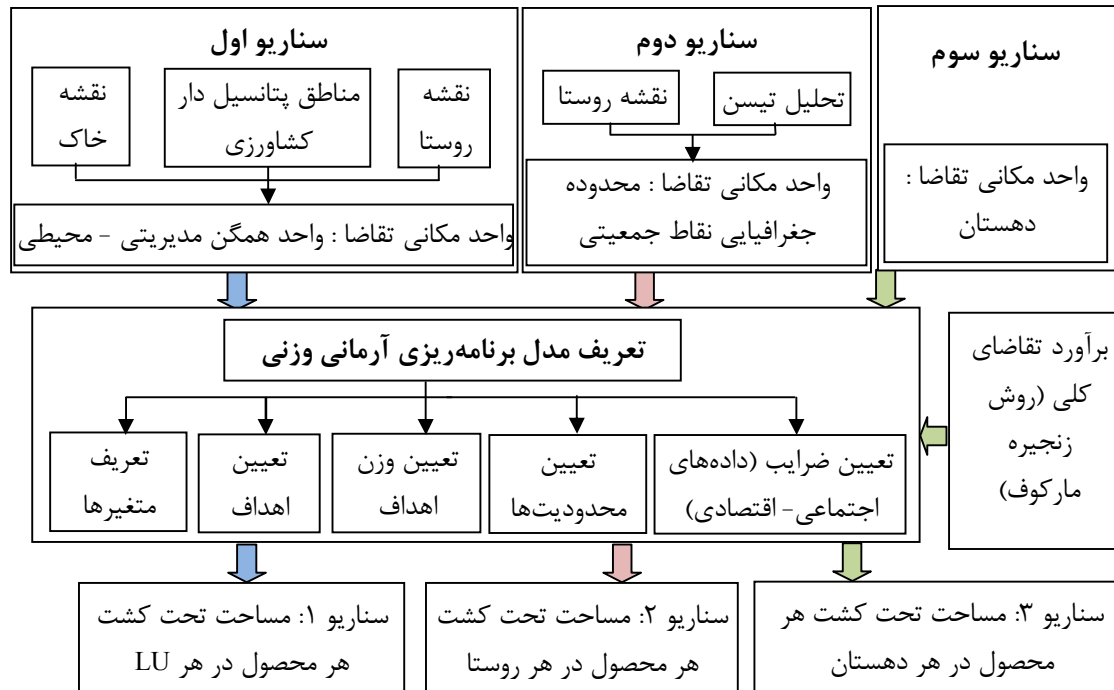 سناریو اول
نقشه
روستا
مناطق پتانسیل دار
کشاورزی
نقشه
خاک
واحد مکانی تقاضا : واحد همگن مدیریتی - محیطی
سناریو دوم
تحلیل تیسن
نقشه روستا
واحد مکانی تقاضا : محدوده
جغرافیایی نقاط جمعیتی
سناریو سوم
واحد مکانی تقاضا :
دهستان
برآورد تقاضای
کلی (روش
زنجیره
مارکوف)
تعریف مدل برنامه‌ریزی آرمانی وزنی
تعیین ضرایب (داده‌های
اجتماعی- اقتصادی)
تعیین
محدودیت‌ها
تعیین وزن
اهداف
تعیین
اهداف
تعریف
متغیرها
سناریو ۳: مساحت تحت کشت هر
محصول در هر دهستان
سناریو ۲: مساحت تحت کشت
هر محصول در هر روستا
سناریو ۱: مساحت تحت کشت
هر محصول در هر LU